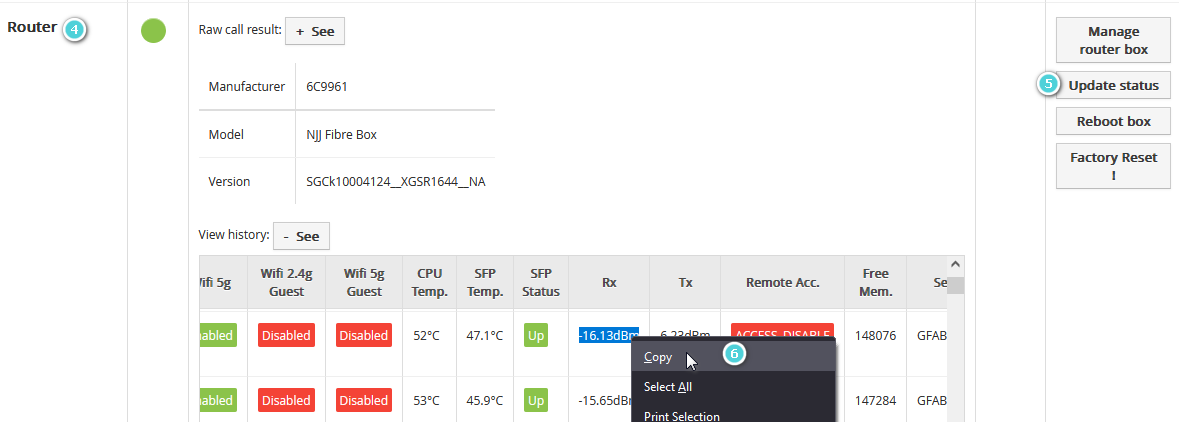 Router 4
Raw call result: + See
Manufacturer 6C9961
Model NJJ Fibre Box
Version SGCk10004124__XGSR1644__NA
View history: - See
Wifi 5g Wifi 2.4g Guest Wifi 5g Guest CPU Temp. SFP Temp. SFP Status Rx Tx Remote Acc. Free Mem. Se
nabled Disabled Disabled 52°C 47.1°C Up -16.13dBm 6.23dBm ACCESS_DISABLE 148076 GFAB
nabled Disabled Disabled 53°C 45.9°C Up -15.65dBm 147284 GFAB
Copy 6
Select All
Print Selection
Manage
router box
5 Update status
Reboot box
Factory Reset
!